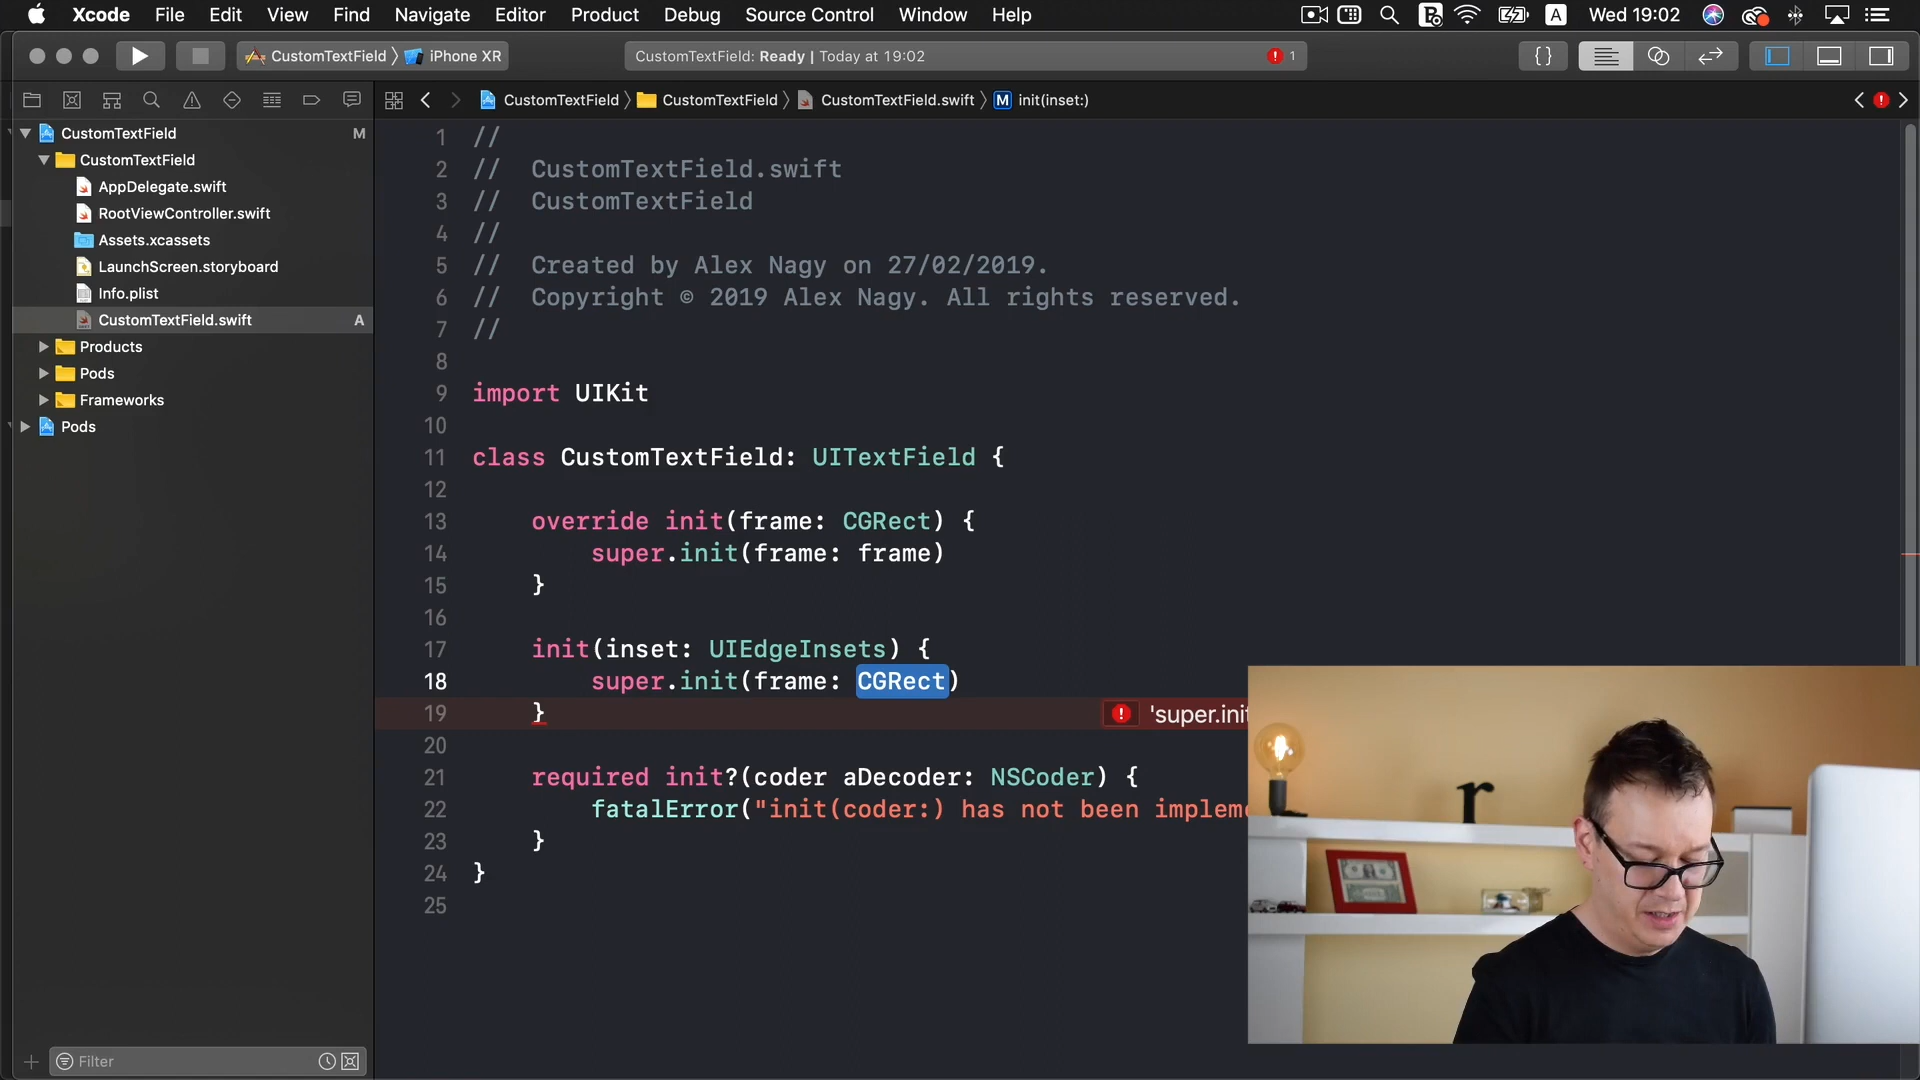 Xcode File Edit View Find Navigate Editor Product Debug Source Control Window Help A Wed 19:02
CustomTextField iPhone XR CustomTextField: Ready | Today at 19:02 1 {}
CustomTextField CustomTextField CustomTextField.swift M init(inset:)
CustomTextField M
CustomTextField
AppDelegate.swift
RootViewController.swift
Assets.xcassets
LaunchScreen.storyboard
Info.plist
CustomTextField.swift A
Products
Pods
Frameworks
Pods
Filter
1 //
2 //  CustomTextField.swift
3 //  CustomTextField
4 //
5 //  Created by Alex Nagy on 27/02/2019.
6 //  Copyright © 2019 Alex Nagy. All rights reserved.
7 //
8
9 import UIKit
10
11 class CustomTextField: UITextField {
12
13     override init(frame: CGRect) {
14         super.init(frame: frame)
15     }
16
17     init(inset: UIEdgeInsets) {
18         super.init(frame: CGRect)
19     } 'super.init
20
21     required init?(coder aDecoder: NSCoder) {
22         fatalError("init(coder:) has not been impleme
23     }
24 }
25
r